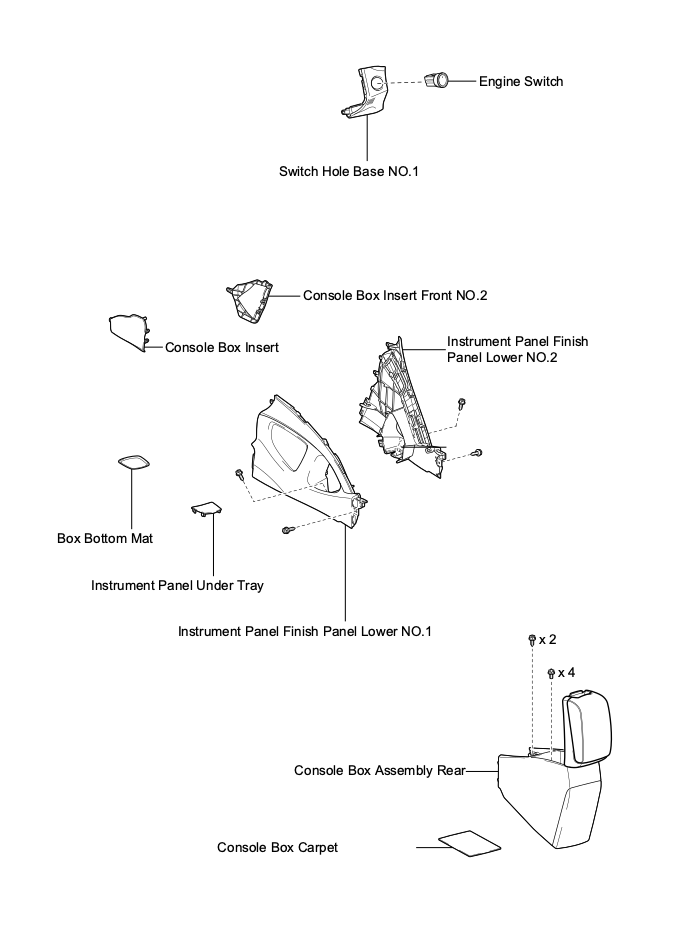 Engine Switch
Switch Hole Base NO.1
Console Box Insert Front NO.2
Console Box Insert
Instrument Panel Finish
Panel Lower NO.2
Box Bottom Mat
Instrument Panel Under Tray
Instrument Panel Finish Panel Lower NO.1
x 2
x 4
Console Box Assembly Rear
Console Box Carpet